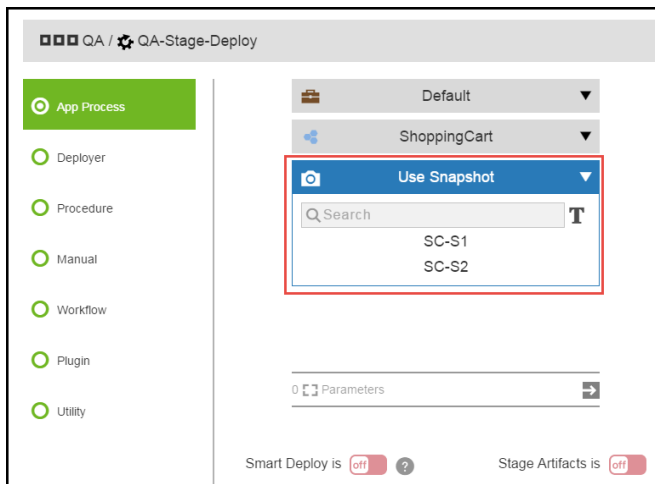 QA / QA-Stage-Deploy
App Process
Deployer
Procedure
Manual
Workflow
Plugin
Utility
Default
ShoppingCart
Use Snapshot
Search T
SC-S1
SC-S2
0 Parameters
Smart Deploy is off ? Stage Artifacts is off